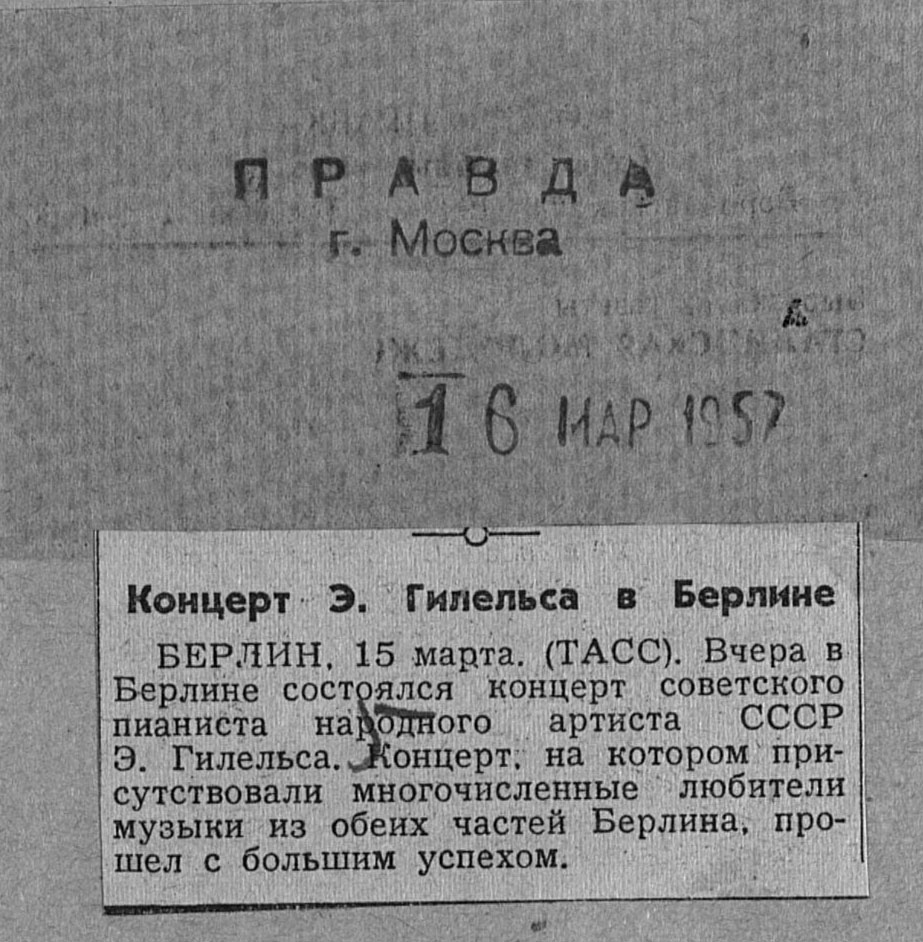 ПРАВДА
г. Москва
16 МАР 1957
Концерт Э. Гилельса в Берлине
БЕРЛИН, 15 марта. (ТАСС). Вчера в
Берлине состоялся концерт советского
пианиста народного артиста СССР
Э. Гилельса. Концерт, на котором при-
сутствовали многочисленные любители
музыки из обеих частей Берлина, про-
шел с большим успехом.